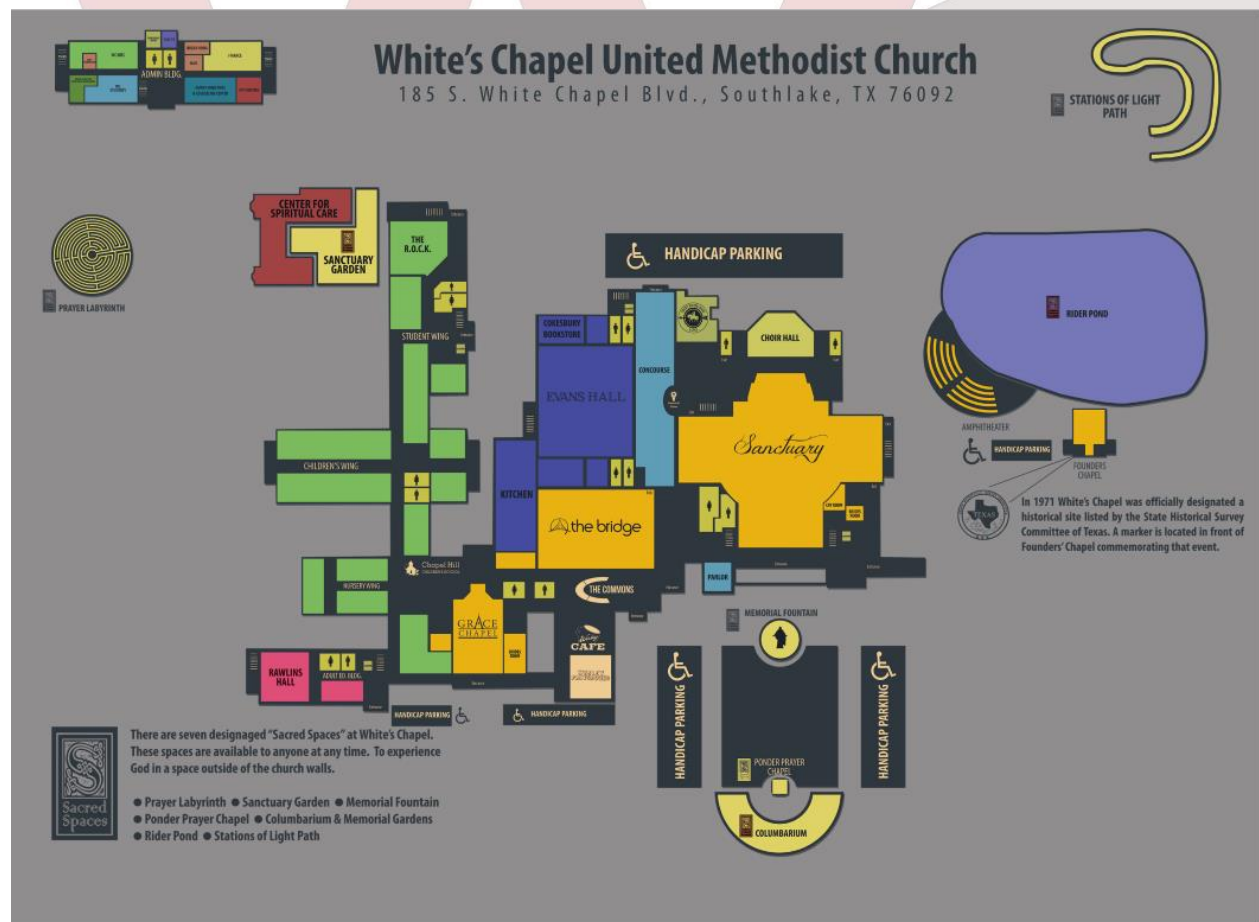 White's Chapel United Methodist Church
185 S. White Chapel Blvd., Southlake, TX 76092
ADMIN BLDG.
STATIONS OF LIGHT
PATH
PRAYER LABYRINTH
CENTER FOR
SPIRITUAL CARE
SANCTUARY
GARDEN
THE
R.O.C.K.
STUDENT WING
HANDICAP PARKING
COKESBURY
BOOKSTORE
EVANS HALL
CONCOURSE
CHOIR HALL
RIDER POND
AMPHITHEATER
HANDICAP PARKING
FOUNDERS
CHAPEL
Sanctuary
CHILDREN'S WING
KITCHEN
the bridge
TEXAS
In 1971 White's Chapel was officially designated a
historical site listed by the State Historical Survey
Committee of Texas. A marker is located in front of
Founders' Chapel commemorating that event.
Chapel Hill
NURSERY WING
THE COMMONS
PARLOR
GRACE
CHAPEL
CAFE
MEMORIAL FOUNTAIN
RAWLINS
HALL
ADULT ED. BLDG.
HANDICAP PARKING
HANDICAP PARKING
HANDICAP PARKING
HANDICAP PARKING
PONDER PRAYER
CHAPEL
COLUMBARIUM
Sacred
Spaces
There are seven designaged "Sacred Spaces" at White's Chapel.
These spaces are available to anyone at any time. To experience
God in a space outside of the church walls.
● Prayer Labyrinth ● Sanctuary Garden ● Memorial Fountain
● Ponder Prayer Chapel ● Columbarium & Memorial Gardens
● Rider Pond ● Stations of Light Path